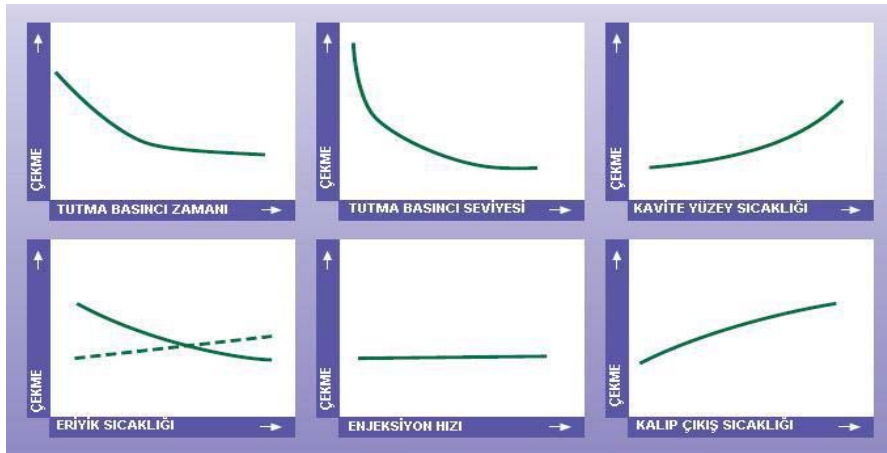 ÇEKME
TUTMA BASINCI ZAMANI
ÇEKME
TUTMA BASINCI SEVİYESİ
ÇEKME
KAVİTE YÜZEY SICAKLIĞI
ÇEKME
ERİYİK SICAKLIĞI
ÇEKME
ENJEKSİYON HIZI
ÇEKME
KALIP ÇIKIŞ SICAKLIĞI